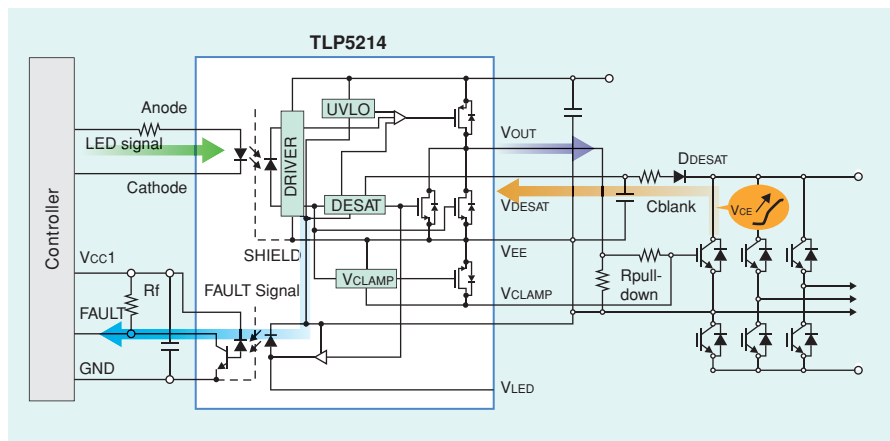 TLP5214
Controller
Anode
LED signal
Cathode
VCC1
Rf
FAULT
GND
FAULT Signal
SHIELD
DRIVER
UVLO
DESAT
VCLAMP
VOUT
VDESAT
VEE
VCLAMP
VLED
DDESAT
Cblank
VCE
Rpull-
down